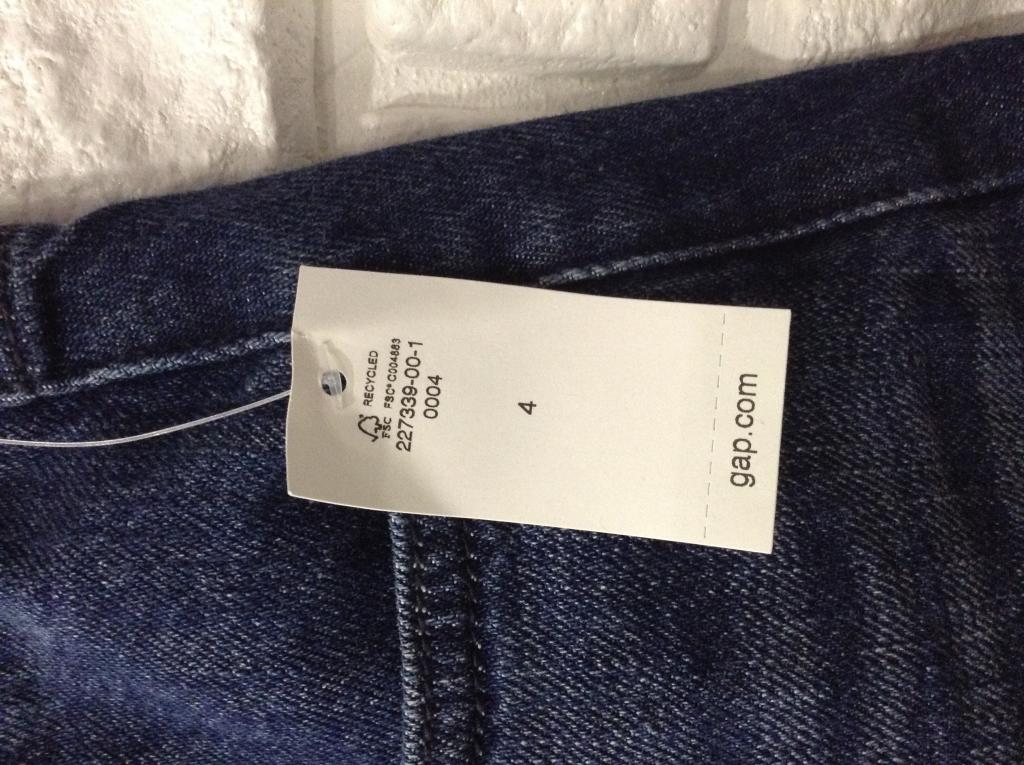 RECYCLED
FSC FSC® C004883
227339-00-1
0004
4
gap.com